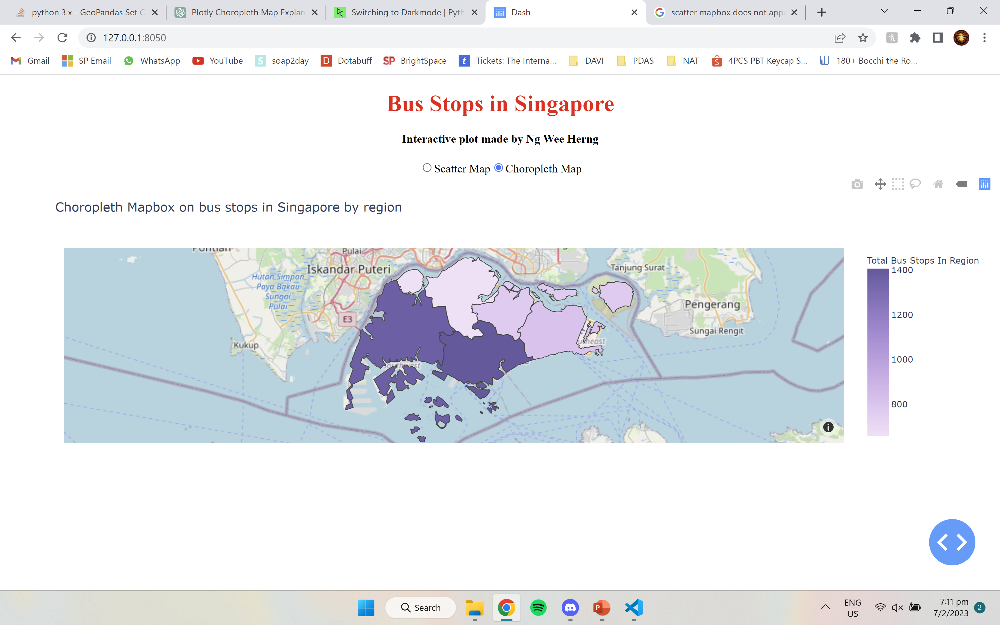 python 3.x - GeoPandas Set C
Plotly Choropleth Map Explan
Switching to Darkmode | Pyth
Dash
scatter mapbox does not app
127.0.0.1:8050
Gmail
SP Email
WhatsApp
YouTube
S soap2day
D Dotabuff
SP BrightSpace
t Tickets: The Interna...
DAVI
PDAS
NAT
4PCS PBT Keycap S...
180+ Bocchi the Ro...
Bus Stops in Singapore
Interactive plot made by Ng Wee Herng
Scatter Map Choropleth Map
Choropleth Mapbox on bus stops in Singapore by region
Pontian
Pulai
Iskandar Puteri
Tanjung Surat
Hutan Simpan
Paya Bakau
Sungai
Pulai
E3
Pengerang
Sungai Rengit
Kukup
Southwest
Total Bus Stops In Region
1400
1200
1000
800
Search
ENG
US
7:11 pm
7/2/2023
2